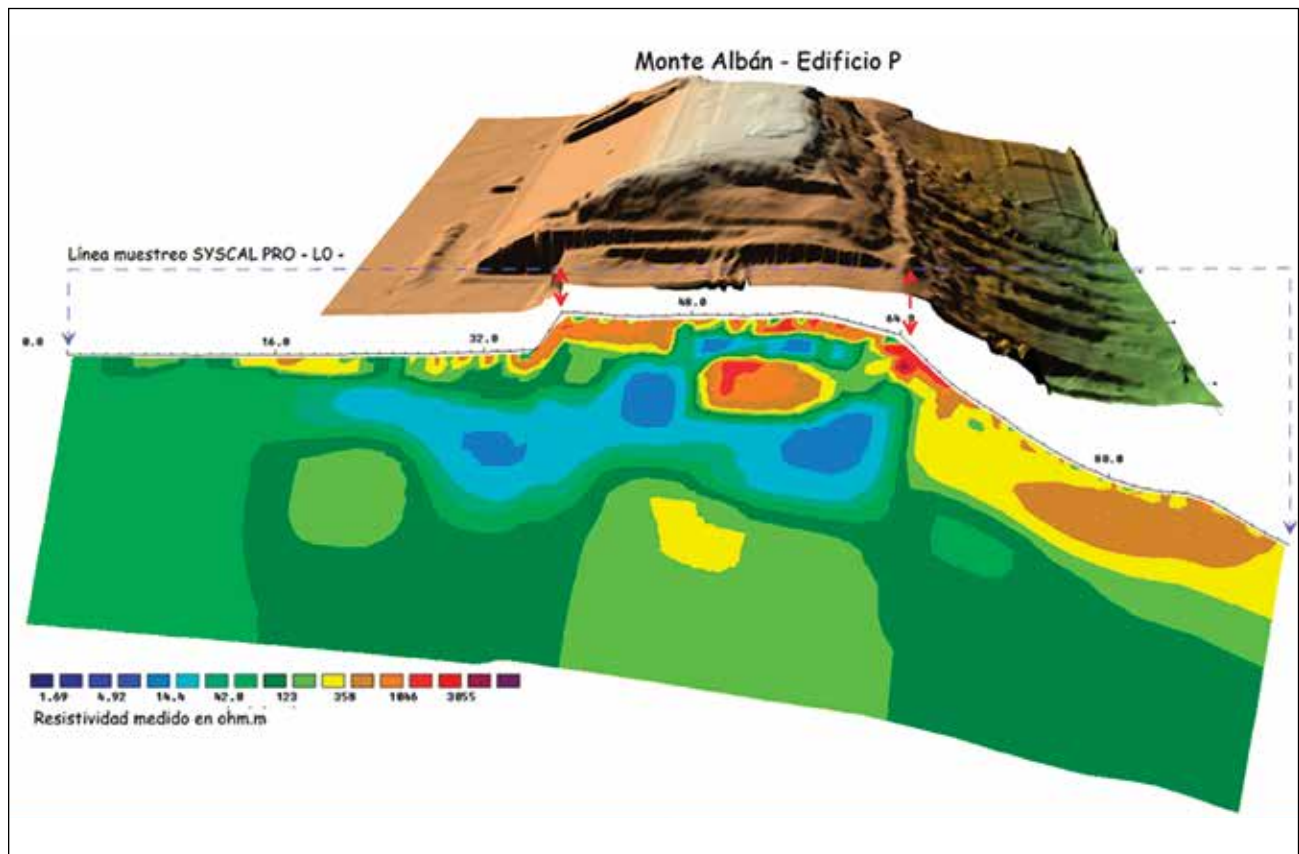 Monte Albán - Edificio P
Línea muestreo SYSCAL PRO - LO -
0.0
16.0
32.0
48.0
64.0
80.0
1.69 4.92 14.4 42.0 123 358 1046 3055
Resistividad medido en ohm.m